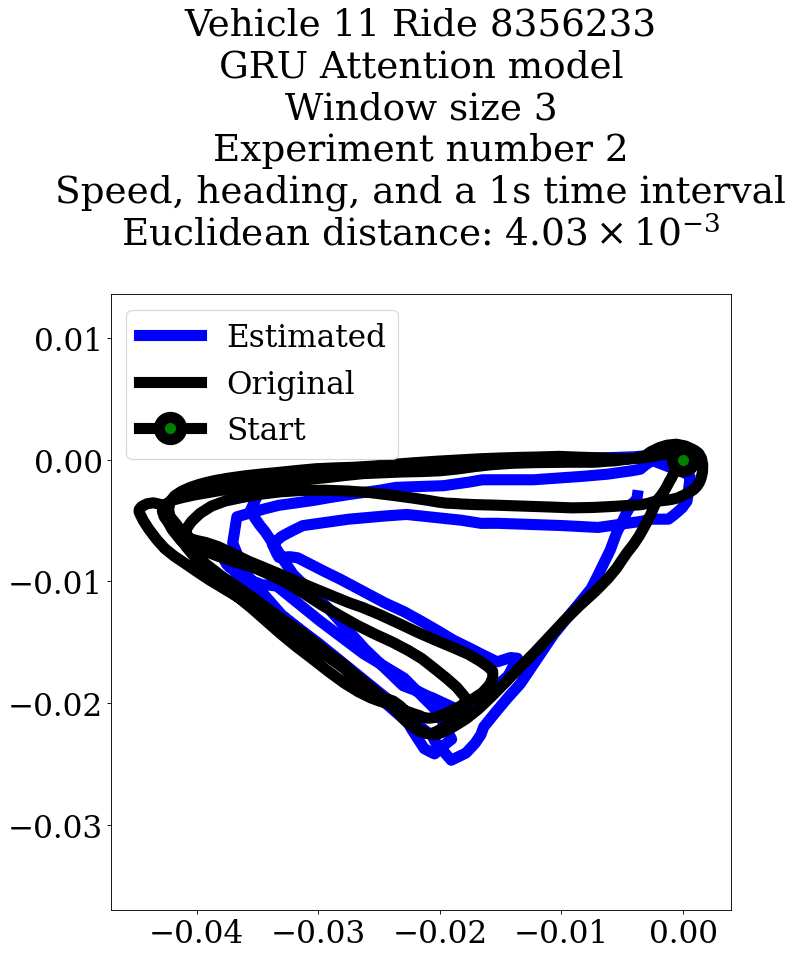 Vehicle 11 Ride 8356233
GRU Attention model
Window size 3
Experiment number 2
Speed, heading, and a 1s time interval
Euclidean distance: 4.03 × 10⁻³
Estimated
Original
Start
0.01
0.00
−0.01
−0.02
−0.03
−0.04 −0.03 −0.02 −0.01 0.00